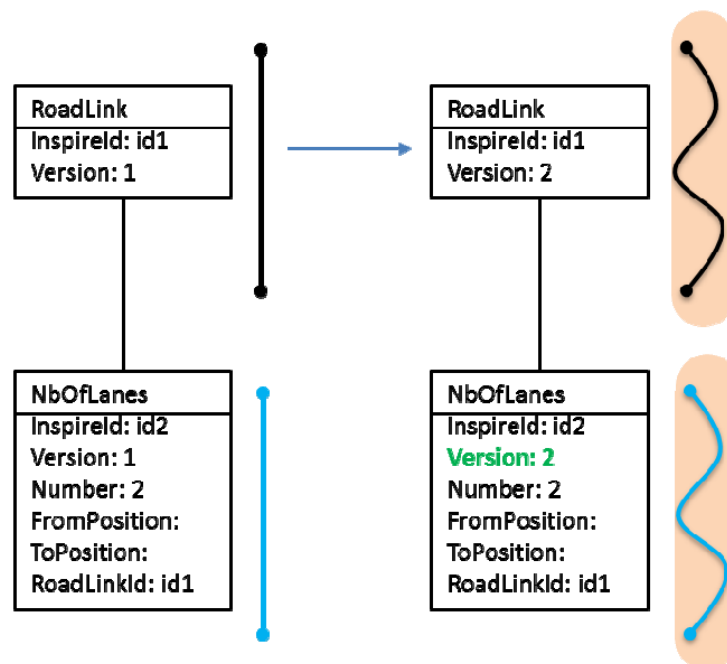 RoadLink
InspireId: id1
Version: 1
RoadLink
InspireId: id1
Version: 2
NbOfLanes
InspireId: id2
Version: 1
Number: 2
FromPosition:
ToPosition:
RoadLinkId: id1
NbOfLanes
InspireId: id2
Version: 2
Number: 2
FromPosition:
ToPosition:
RoadLinkId: id1